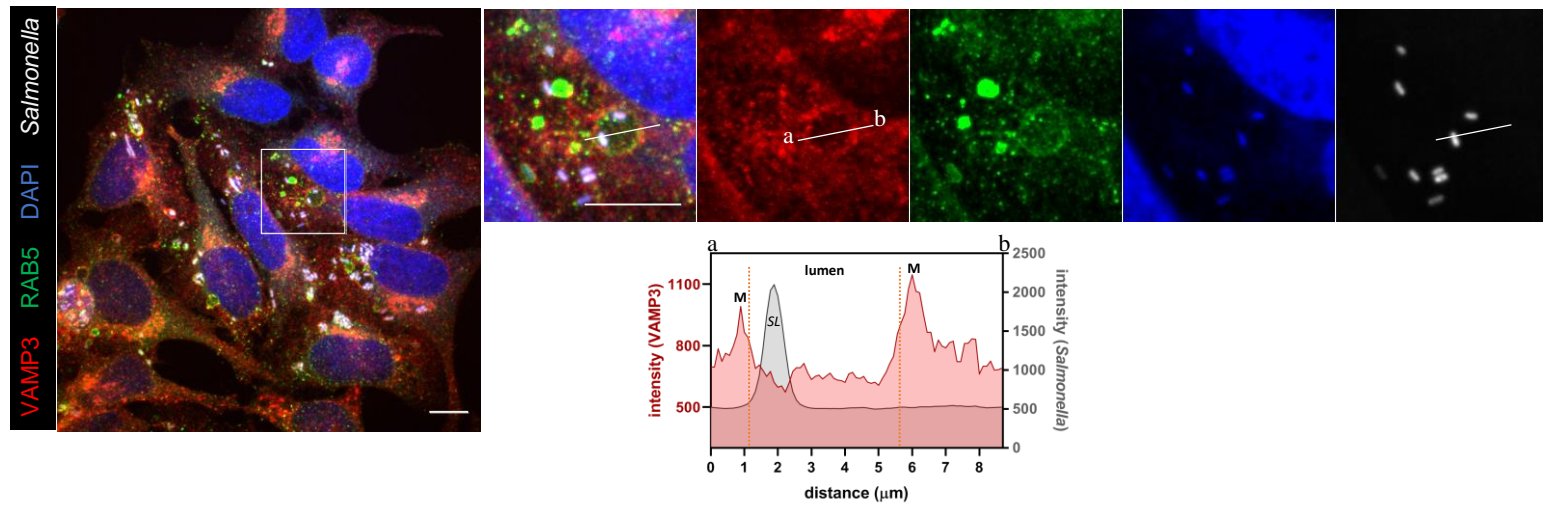 VAMP3 RAB5 DAPI Salmonella
a
b
a
b
lumen
M
M
SL
1100
800
500
2500
2000
1500
1000
500
0
intensity (VAMP3)
intensity (Salmonella)
0 1 2 3 4 5 6 7 8
distance (μm)